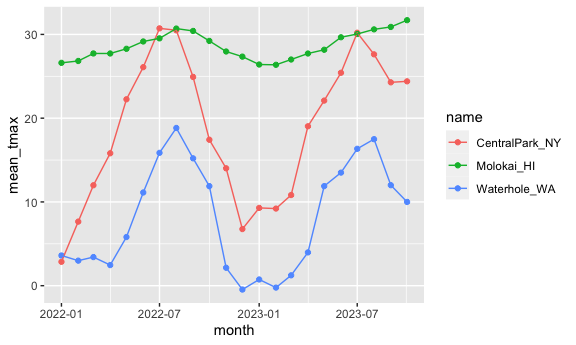 30
20
10
0
mean_tmax
2022-01
2022-07
2023-01
2023-07
month
name
CentralPark_NY
Molokai_HI
Waterhole_WA